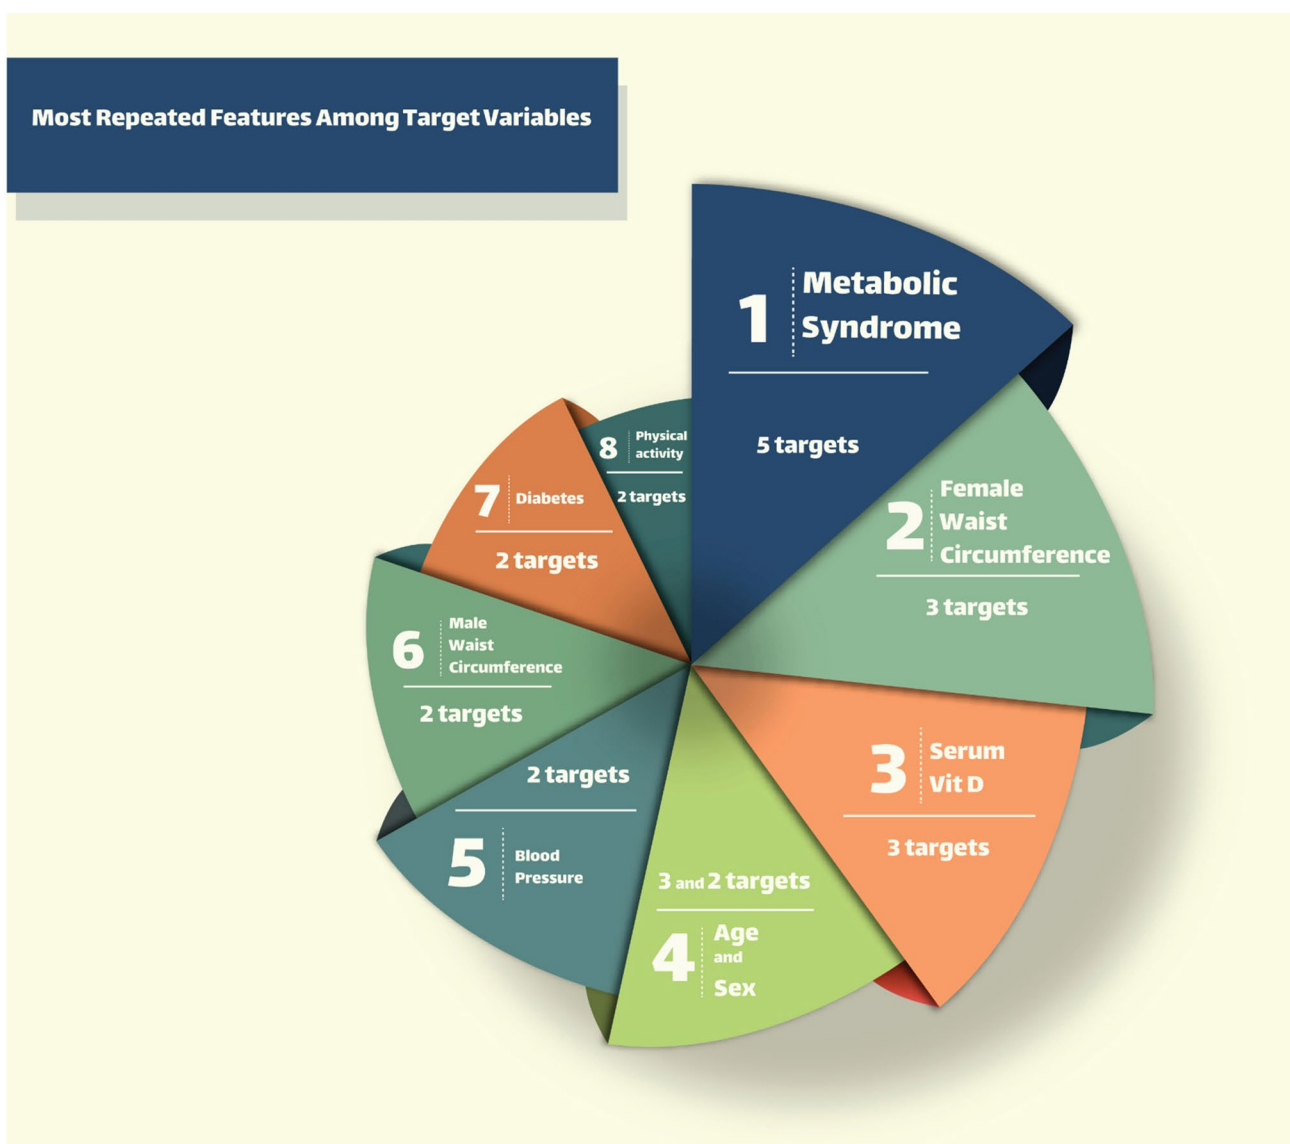 Most Repeated Features Among Target Variables
1
Metabolic
Syndrome
5 targets
2
Female
Waist
Circumference
3 targets
3
Serum
Vit D
3 targets
3 and 2 targets
4
Age
and
Sex
2 targets
5
Blood
Pressure
6
Male
Waist
Circumference
2 targets
7
Diabetes
2 targets
8
Physical
activity
2 targets